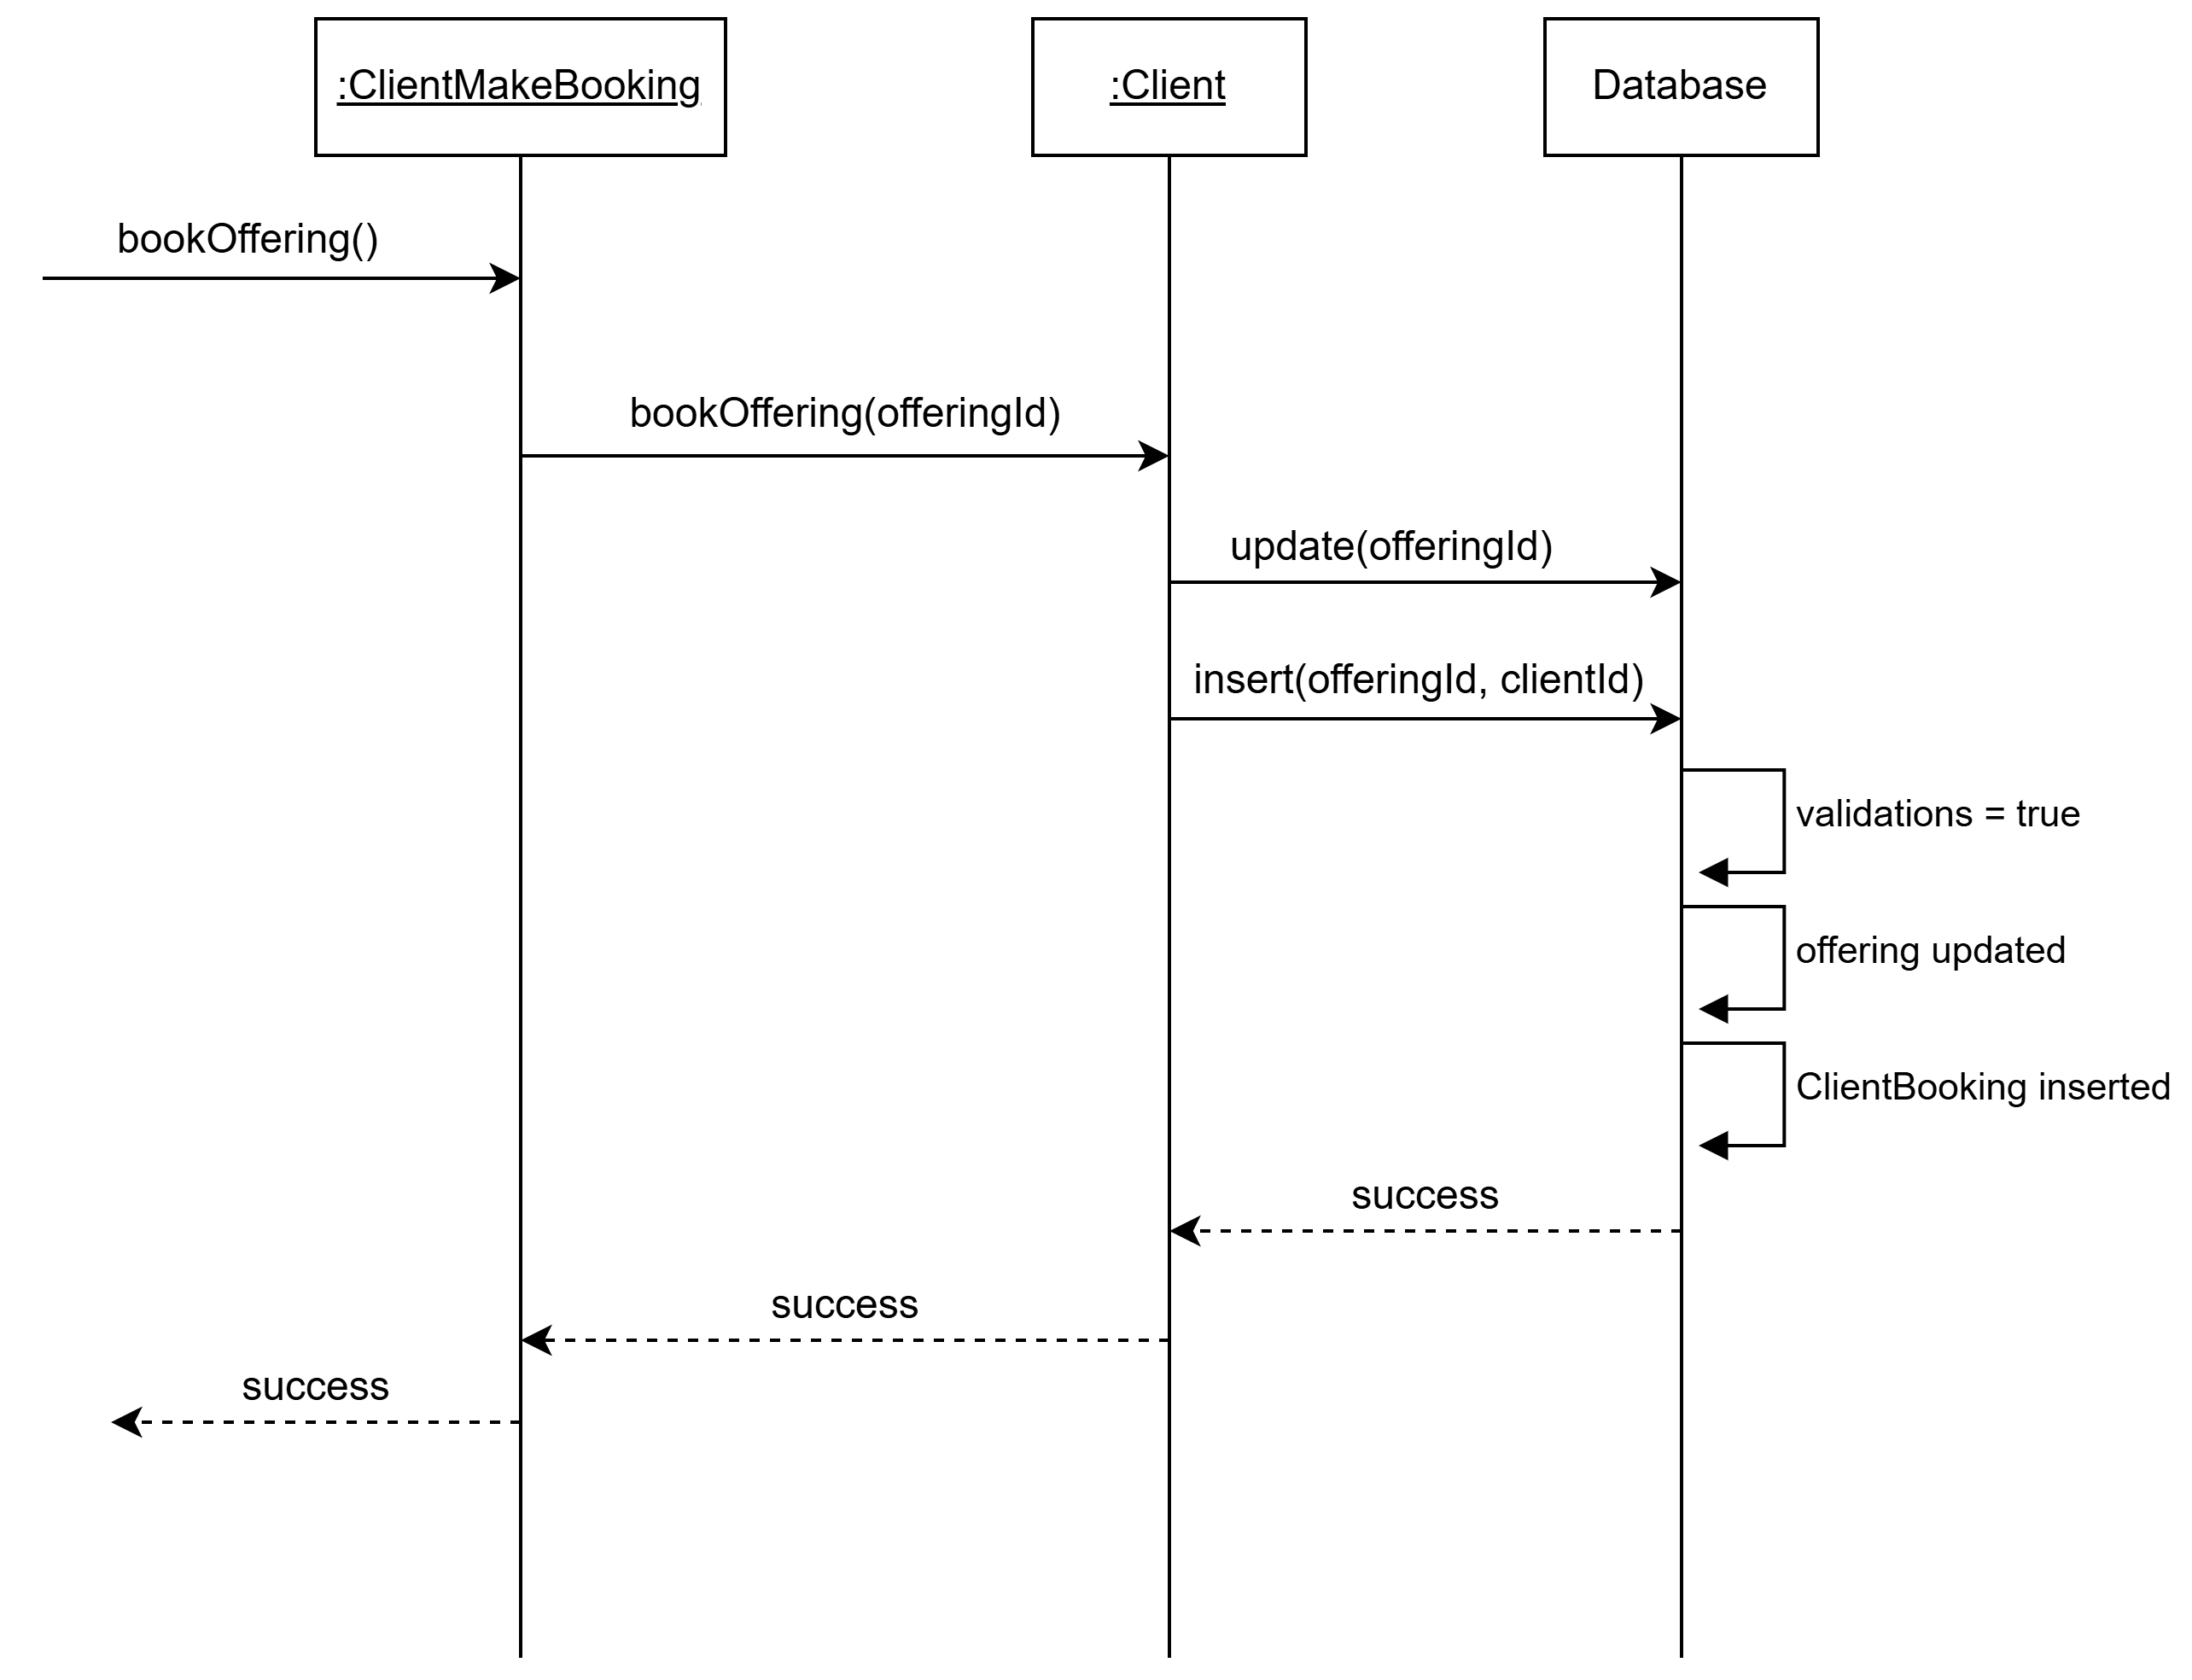 :ClientMakeBooking
:Client
Database
bookOffering()
bookOffering(offeringId)
update(offeringId)
insert(offeringId, clientId)
validations = true
offering updated
ClientBooking inserted
success
success
success